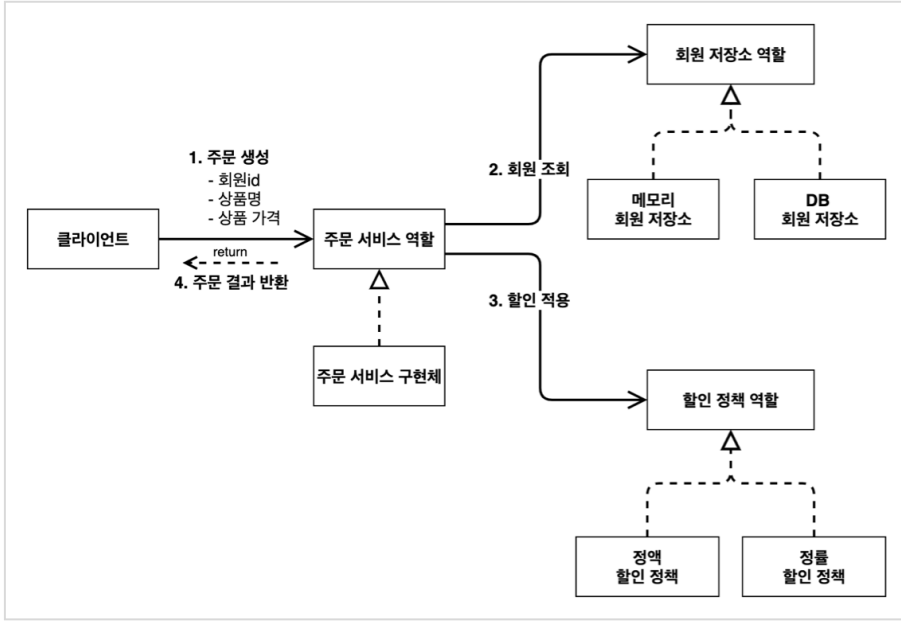 회원 저장소 역할
1. 주문 생성
- 회원id
- 상품명
- 상품 가격
2. 회원 조회
메모리
회원 저장소
DB
회원 저장소
클라이언트
주문 서비스 역할
return
4. 주문 결과 반환
3. 할인 적용
주문 서비스 구현체
할인 정책 역할
정액
할인 정책
정률
할인 정책